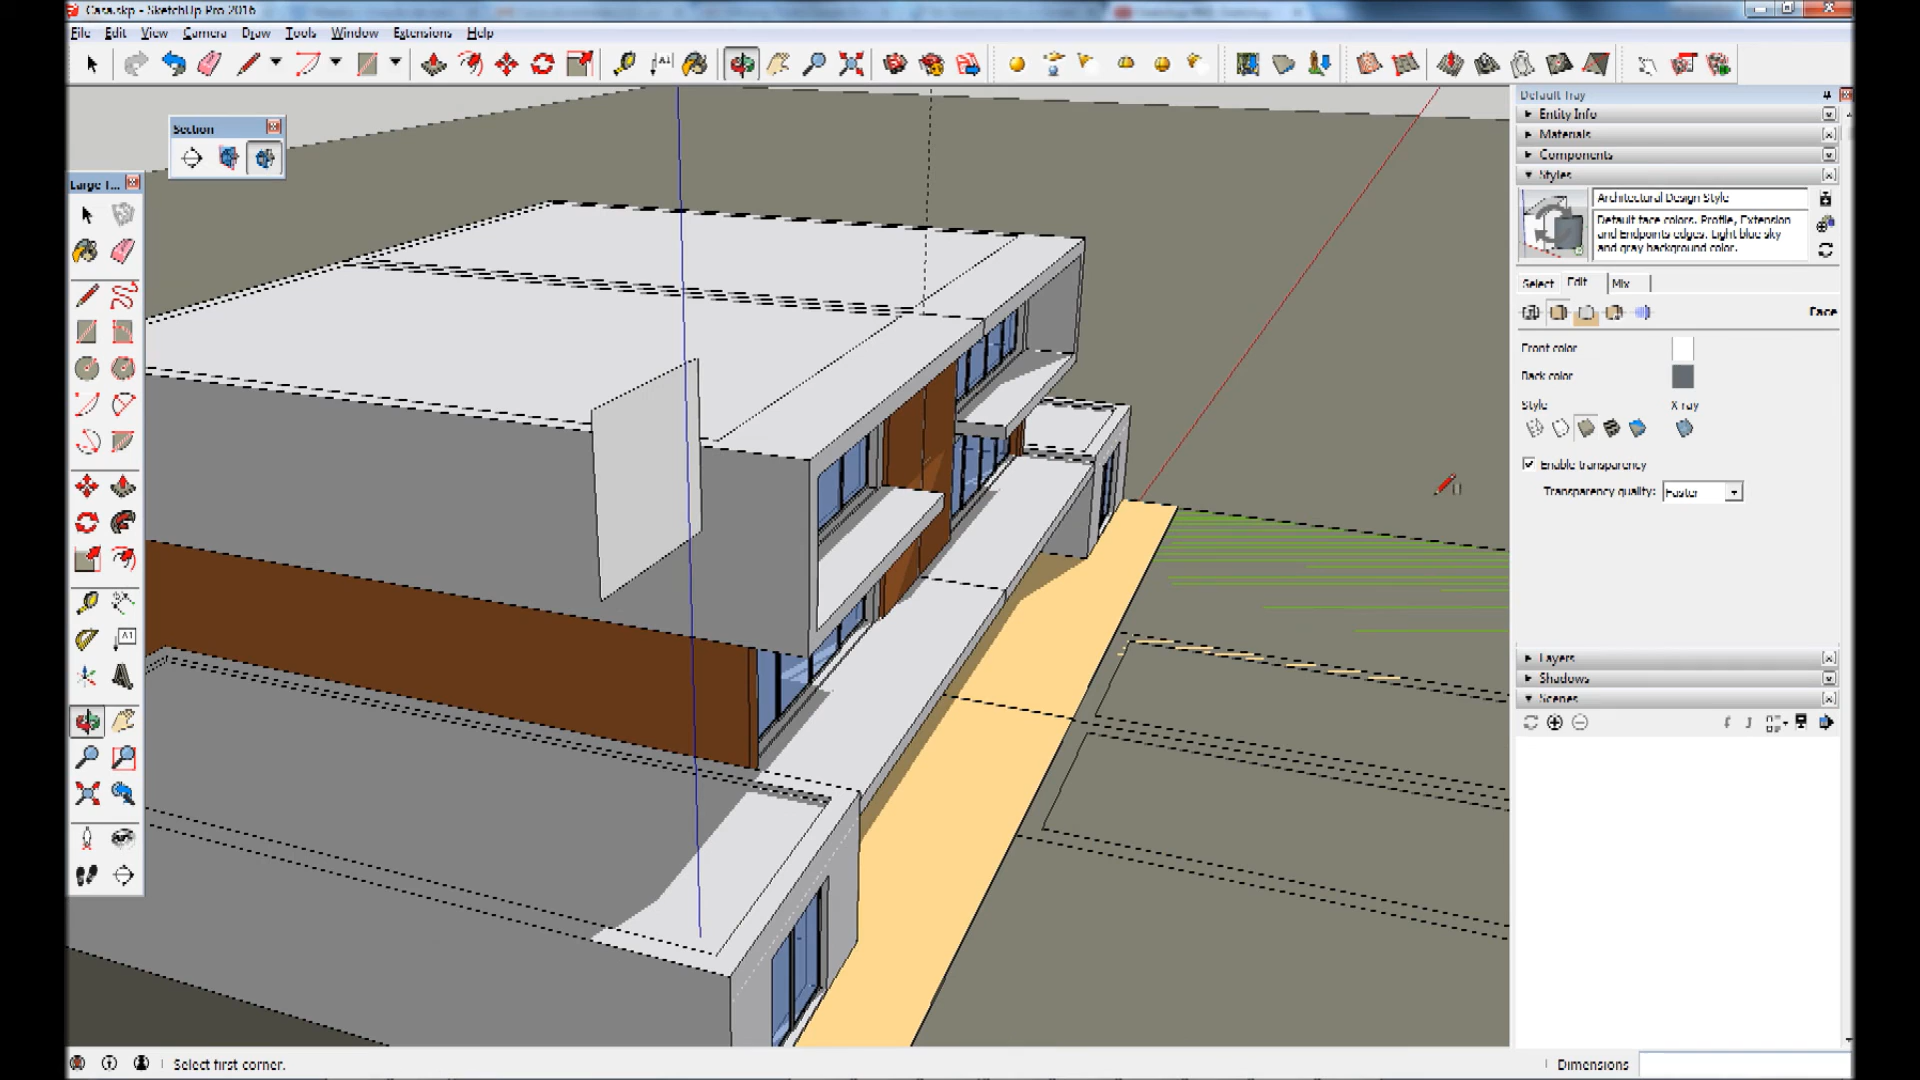 Casa.skp - SketchUp Pro 2016
File Edit View Camera Draw Tools Window Extensions Help
Default Tray
Entity Info
Materials
Components
Styles
Architectural Design Style
Default face colors. Profile, Extension
and Endpoints edges. Light blue sky
and gray background color.
Select Edit Mix
Face
Front color
Back color
Style X ray
Enable transparency
Transparency quality: Faster
Layers
Shadows
Scenes
Section
Large T...
A1
A1
Select first corner.
Dimensions